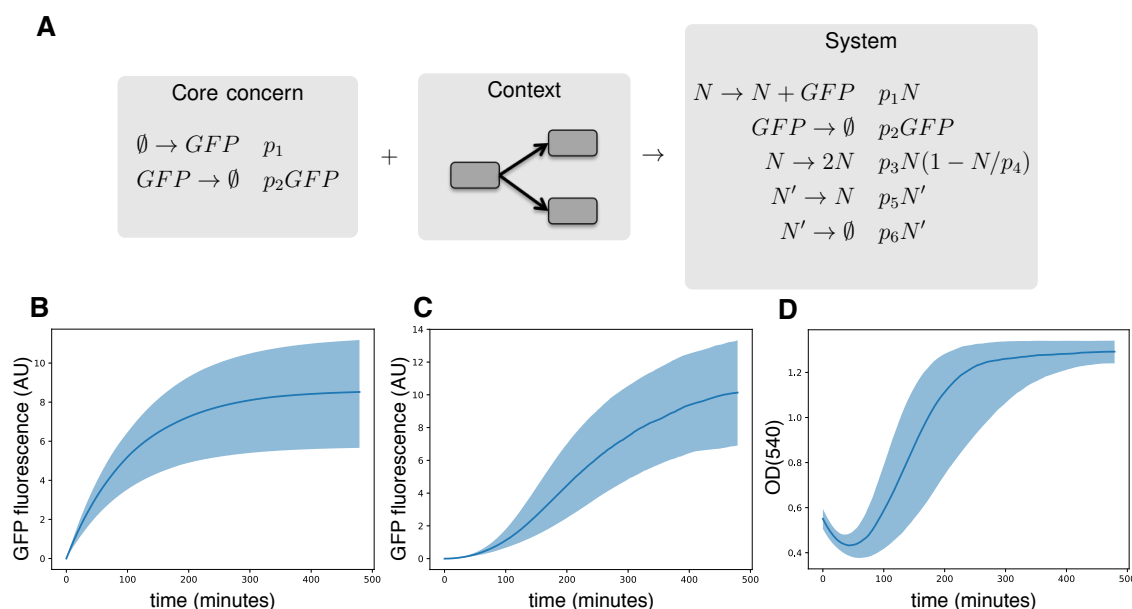 A
Core concern
∅ → GFP p₁
GFP → ∅ p₂GFP
+
Context
→
System
N → N + GFP p₁N
GFP → ∅ p₂GFP
N → 2N p₃N(1 − N/p₄)
N′ → N p₅N′
N′ → ∅ p₆N′
B
GFP fluorescence (AU)
10
8
6
4
2
0
0 100 200 300 400 500
time (minutes)
C
GFP fluorescence (AU)
14
12
10
8
6
4
2
0
0 100 200 300 400 500
time (minutes)
D
OD(540)
1.2
1.0
0.8
0,6
0,4
0 100 200 300 400 500
time (minutes)